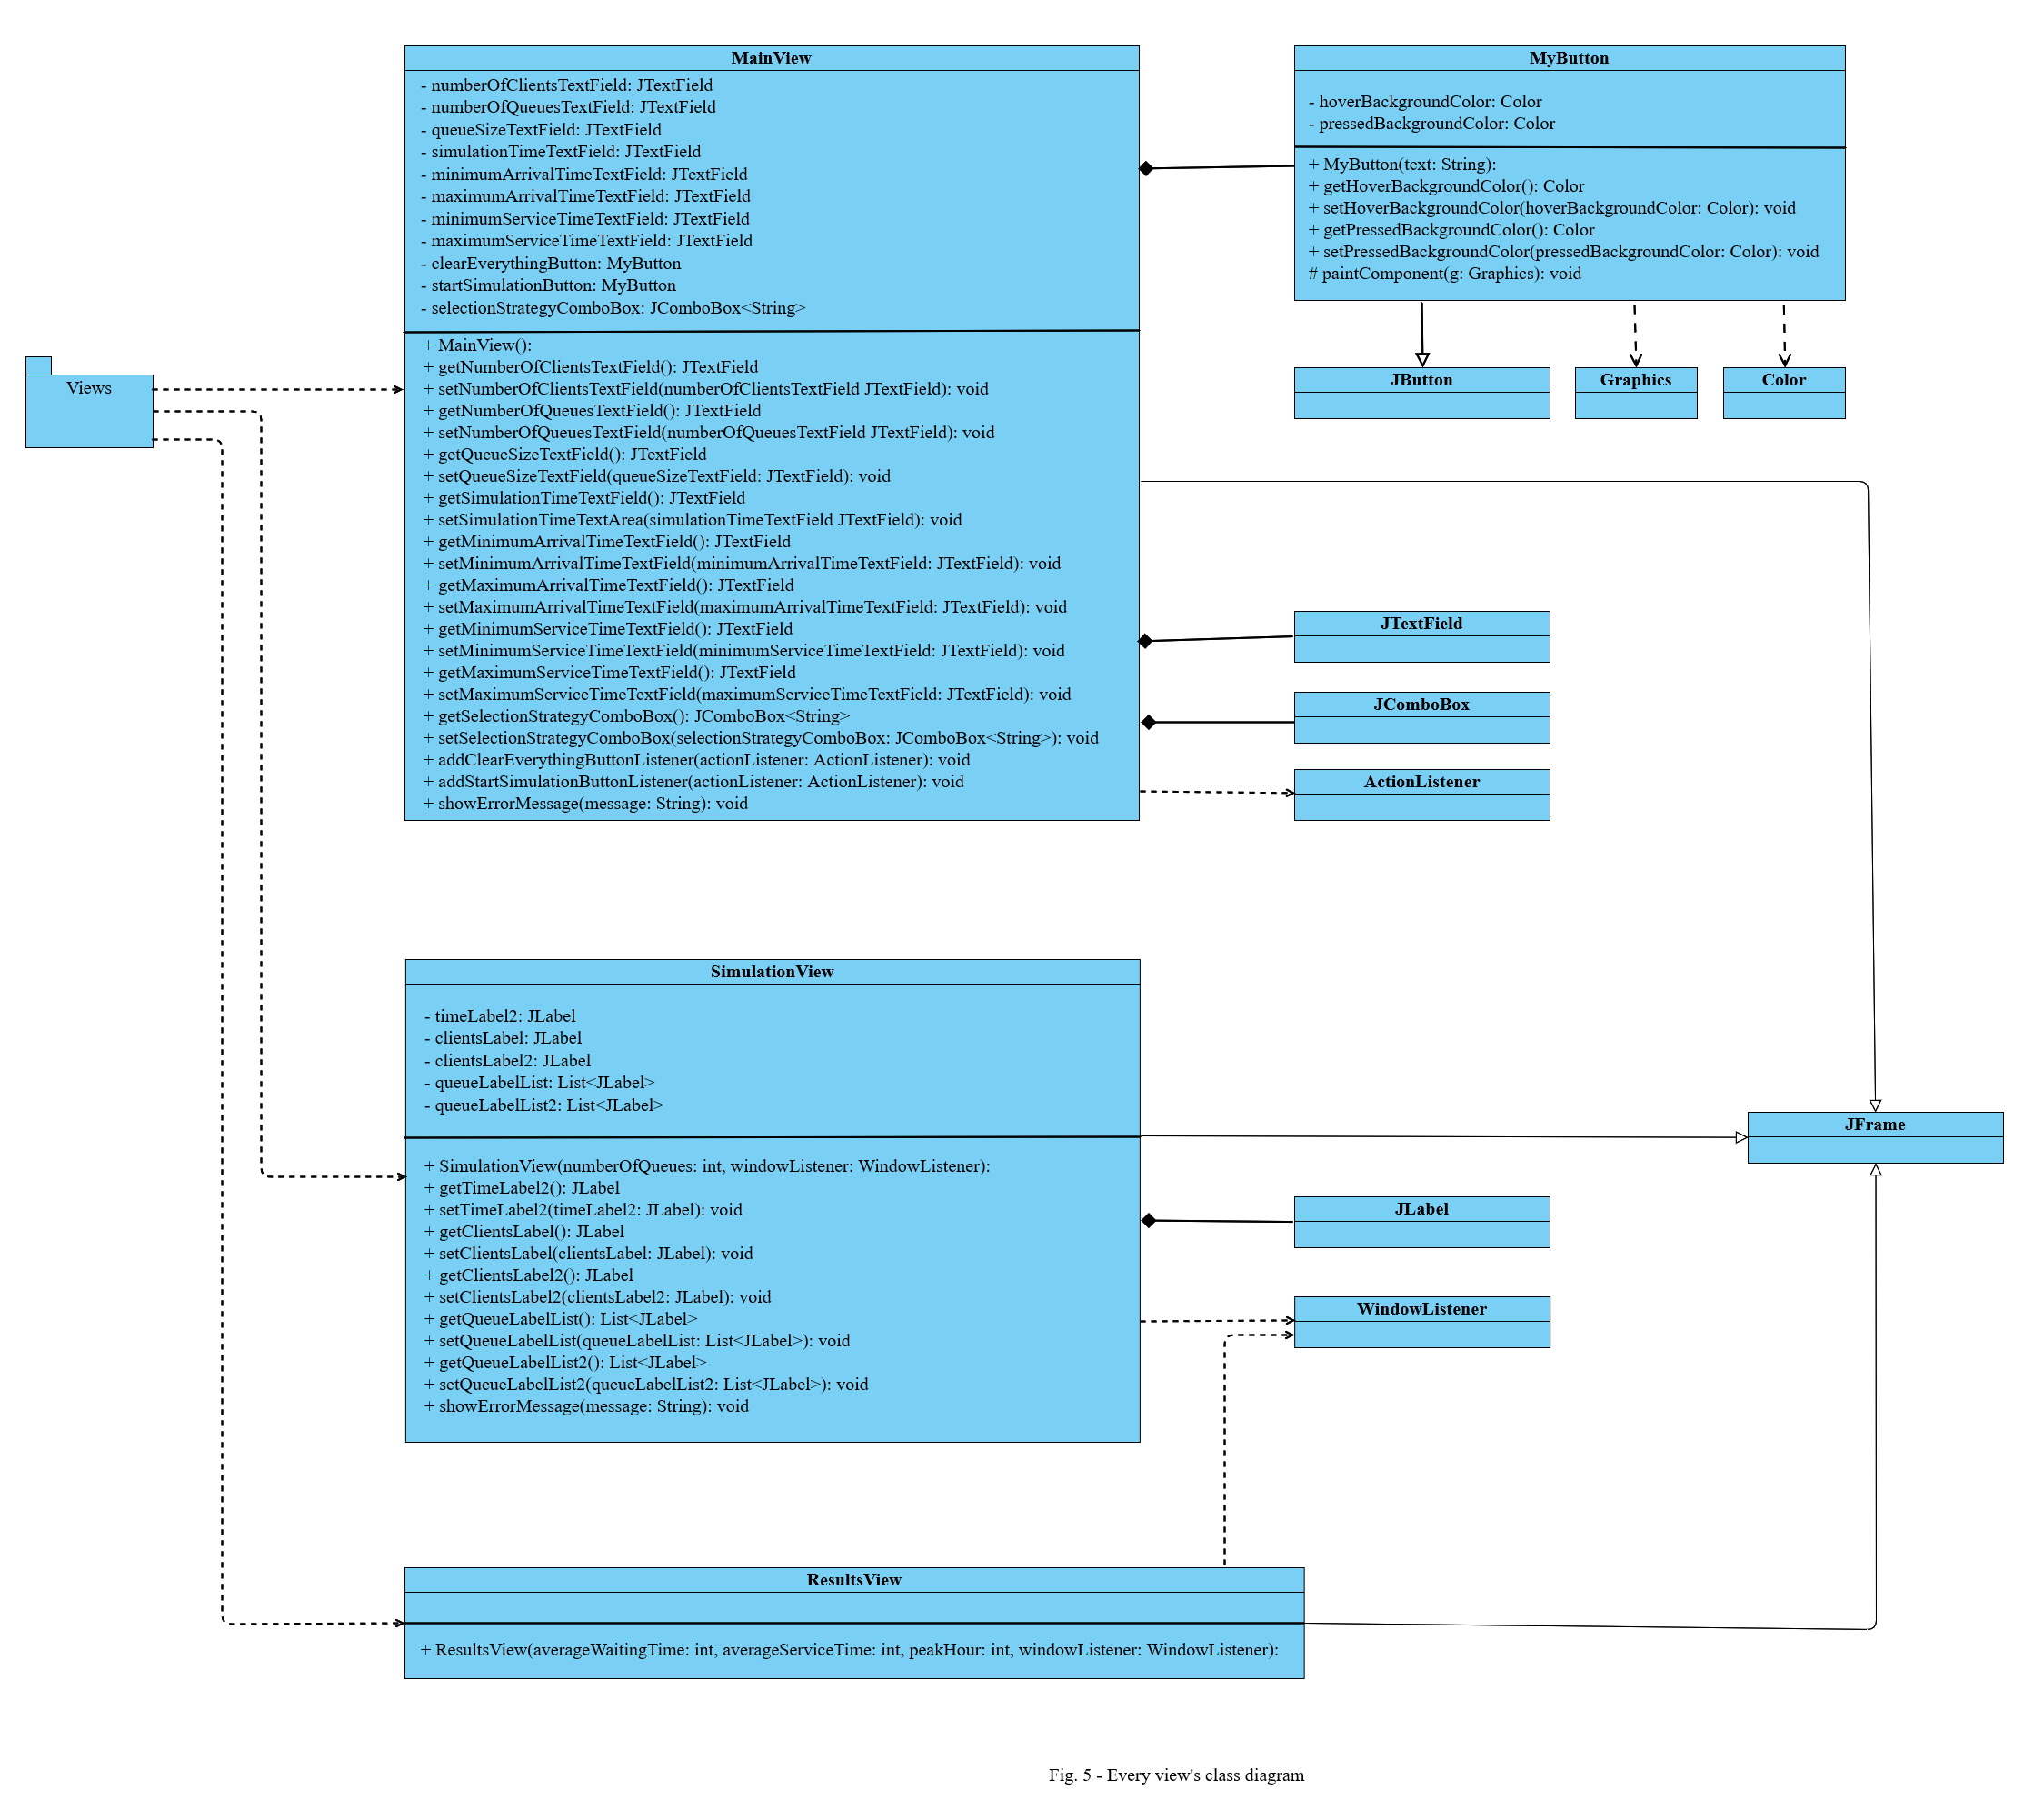 MainView
- numberOfClientsTextField: JTextField
- numberOfQueuesTextField: JTextField
- queueSizeTextField: JTextField
- simulationTimeTextField: JTextField
- minimumArrivalTimeTextField: JTextField
- maximumArrivalTimeTextField: JTextField
- minimumServiceTimeTextField: JTextField
- maximumServiceTimeTextField: JTextField
- clearEverythingButton: MyButton
- startSimulationButton: MyButton
- selectionStrategyComboBox: JComboBox<String>
+ MainView():
+ getNumberOfClientsTextField(): JTextField
+ setNumberOfClientsTextField(numberOfClientsTextField JTextField): void
+ getNumberOfQueuesTextField(): JTextField
+ setNumberOfQueuesTextField(numberOfQueuesTextField JTextField): void
+ getQueueSizeTextField(): JTextField
+ setQueueSizeTextField(queueSizeTextField: JTextField): void
+ getSimulationTimeTextField(): JTextField
+ setSimulationTimeTextArea(simulationTimeTextField JTextField): void
+ getMinimumArrivalTimeTextField(): JTextField
+ setMinimumArrivalTimeTextField(minimumArrivalTimeTextField: JTextField): void
+ getMaximumArrivalTimeTextField(): JTextField
+ setMaximumArrivalTimeTextField(maximumArrivalTimeTextField: JTextField): void
+ getMinimumServiceTimeTextField(): JTextField
+ setMinimumServiceTimeTextField(minimumServiceTimeTextField: JTextField): void
+ getMaximumServiceTimeTextField(): JTextField
+ setMaximumServiceTimeTextField(maximumServiceTimeTextField: JTextField): void
+ getSelectionStrategyComboBox(): JComboBox<String>
+ setSelectionStrategyComboBox(selectionStrategyComboBox: JComboBox<String>): void
+ addClearEverythingButtonListener(actionListener: ActionListener): void
+ addStartSimulationButtonListener(actionListener: ActionListener): void
+ showErrorMessage(message: String): void
MyButton
- hoverBackgroundColor: Color
- pressedBackgroundColor: Color
+ MyButton(text: String):
+ getHoverBackgroundColor(): Color
+ setHoverBackgroundColor(hoverBackgroundColor: Color): void
+ getPressedBackgroundColor(): Color
+ setPressedBackgroundColor(pressedBackgroundColor: Color): void
# paintComponent(g: Graphics): void
JButton
Graphics
Color
Views
JTextField
JComboBox
ActionListener
SimulationView
- timeLabel2: JLabel
- clientsLabel: JLabel
- clientsLabel2: JLabel
- queueLabelList: List<JLabel>
- queueLabelList2: List<JLabel>
+ SimulationView(numberOfQueues: int, windowListener: WindowListener):
+ getTimeLabel2(): JLabel
+ setTimeLabel2(timeLabel2: JLabel): void
+ getClientsLabel(): JLabel
+ setClientsLabel(clientsLabel: JLabel): void
+ getClientsLabel2(): JLabel
+ setClientsLabel2(clientsLabel2: JLabel): void
+ getQueueLabelList(): List<JLabel>
+ setQueueLabelList(queueLabelList: List<JLabel>): void
+ getQueueLabelList2(): List<JLabel>
+ setQueueLabelList2(queueLabelList2: List<JLabel>): void
+ showErrorMessage(message: String): void
JFrame
JLabel
WindowListener
ResultsView
+ ResultsView(averageWaitingTime: int, averageServiceTime: int, peakHour: int, windowListener: WindowListener):
Fig. 5 - Every view's class diagram